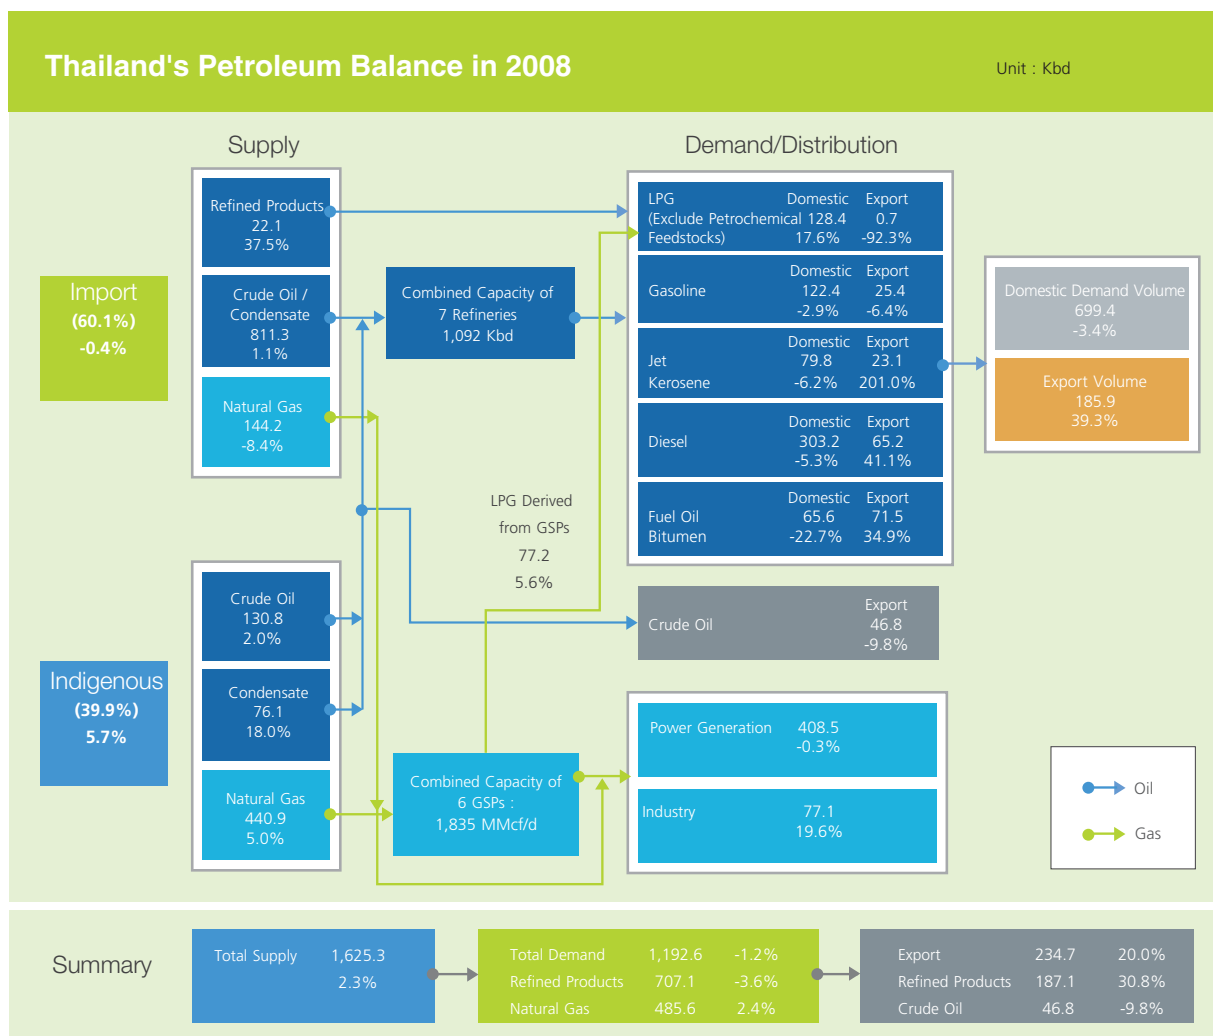 Thailand's Petroleum Balance in 2008
Unit : Kbd
Supply
Demand/Distribution
Import
(60.1%)
-0.4%
Refined Products
22.1
37.5%
Crude Oil /
Condensate
811.3
1.1%
Natural Gas
144.2
-8.4%
Combined Capacity of
7 Refineries
1,092 Kbd
LPG Domestic Export
(Exclude Petrochemical 128.4 0.7
Feedstocks) 17.6% -92.3%
Domestic Export
Gasoline 122.4 25.4
-2.9% -6.4%
Domestic Export
Jet 79.8 23.1
Kerosene -6.2% 201.0%
Domestic Export
Diesel 303.2 65.2
-5.3% 41.1%
Domestic Export
Fuel Oil 65.6 71.5
Bitumen -22.7% 34.9%
Domestic Demand Volume
699.4
-3.4%
Export Volume
185.9
39.3%
LPG Derived
from GSPs
77.2
5.6%
Indigenous
(39.9%)
5.7%
Crude Oil
130.8
2.0%
Condensate
76.1
18.0%
Natural Gas
440.9
5.0%
Combined Capacity of
6 GSPs :
1,835 MMcf/d
Export
Crude Oil 46.8
-9.8%
Power Generation 408.5
-0.3%
Industry 77.1
19.6%
Oil
Gas
Summary
Total Supply 1,625.3
2.3%
Total Demand 1,192.6 -1.2%
Refined Products 707.1 -3.6%
Natural Gas 485.6 2.4%
Export 234.7 20.0%
Refined Products 187.1 30.8%
Crude Oil 46.8 -9.8%